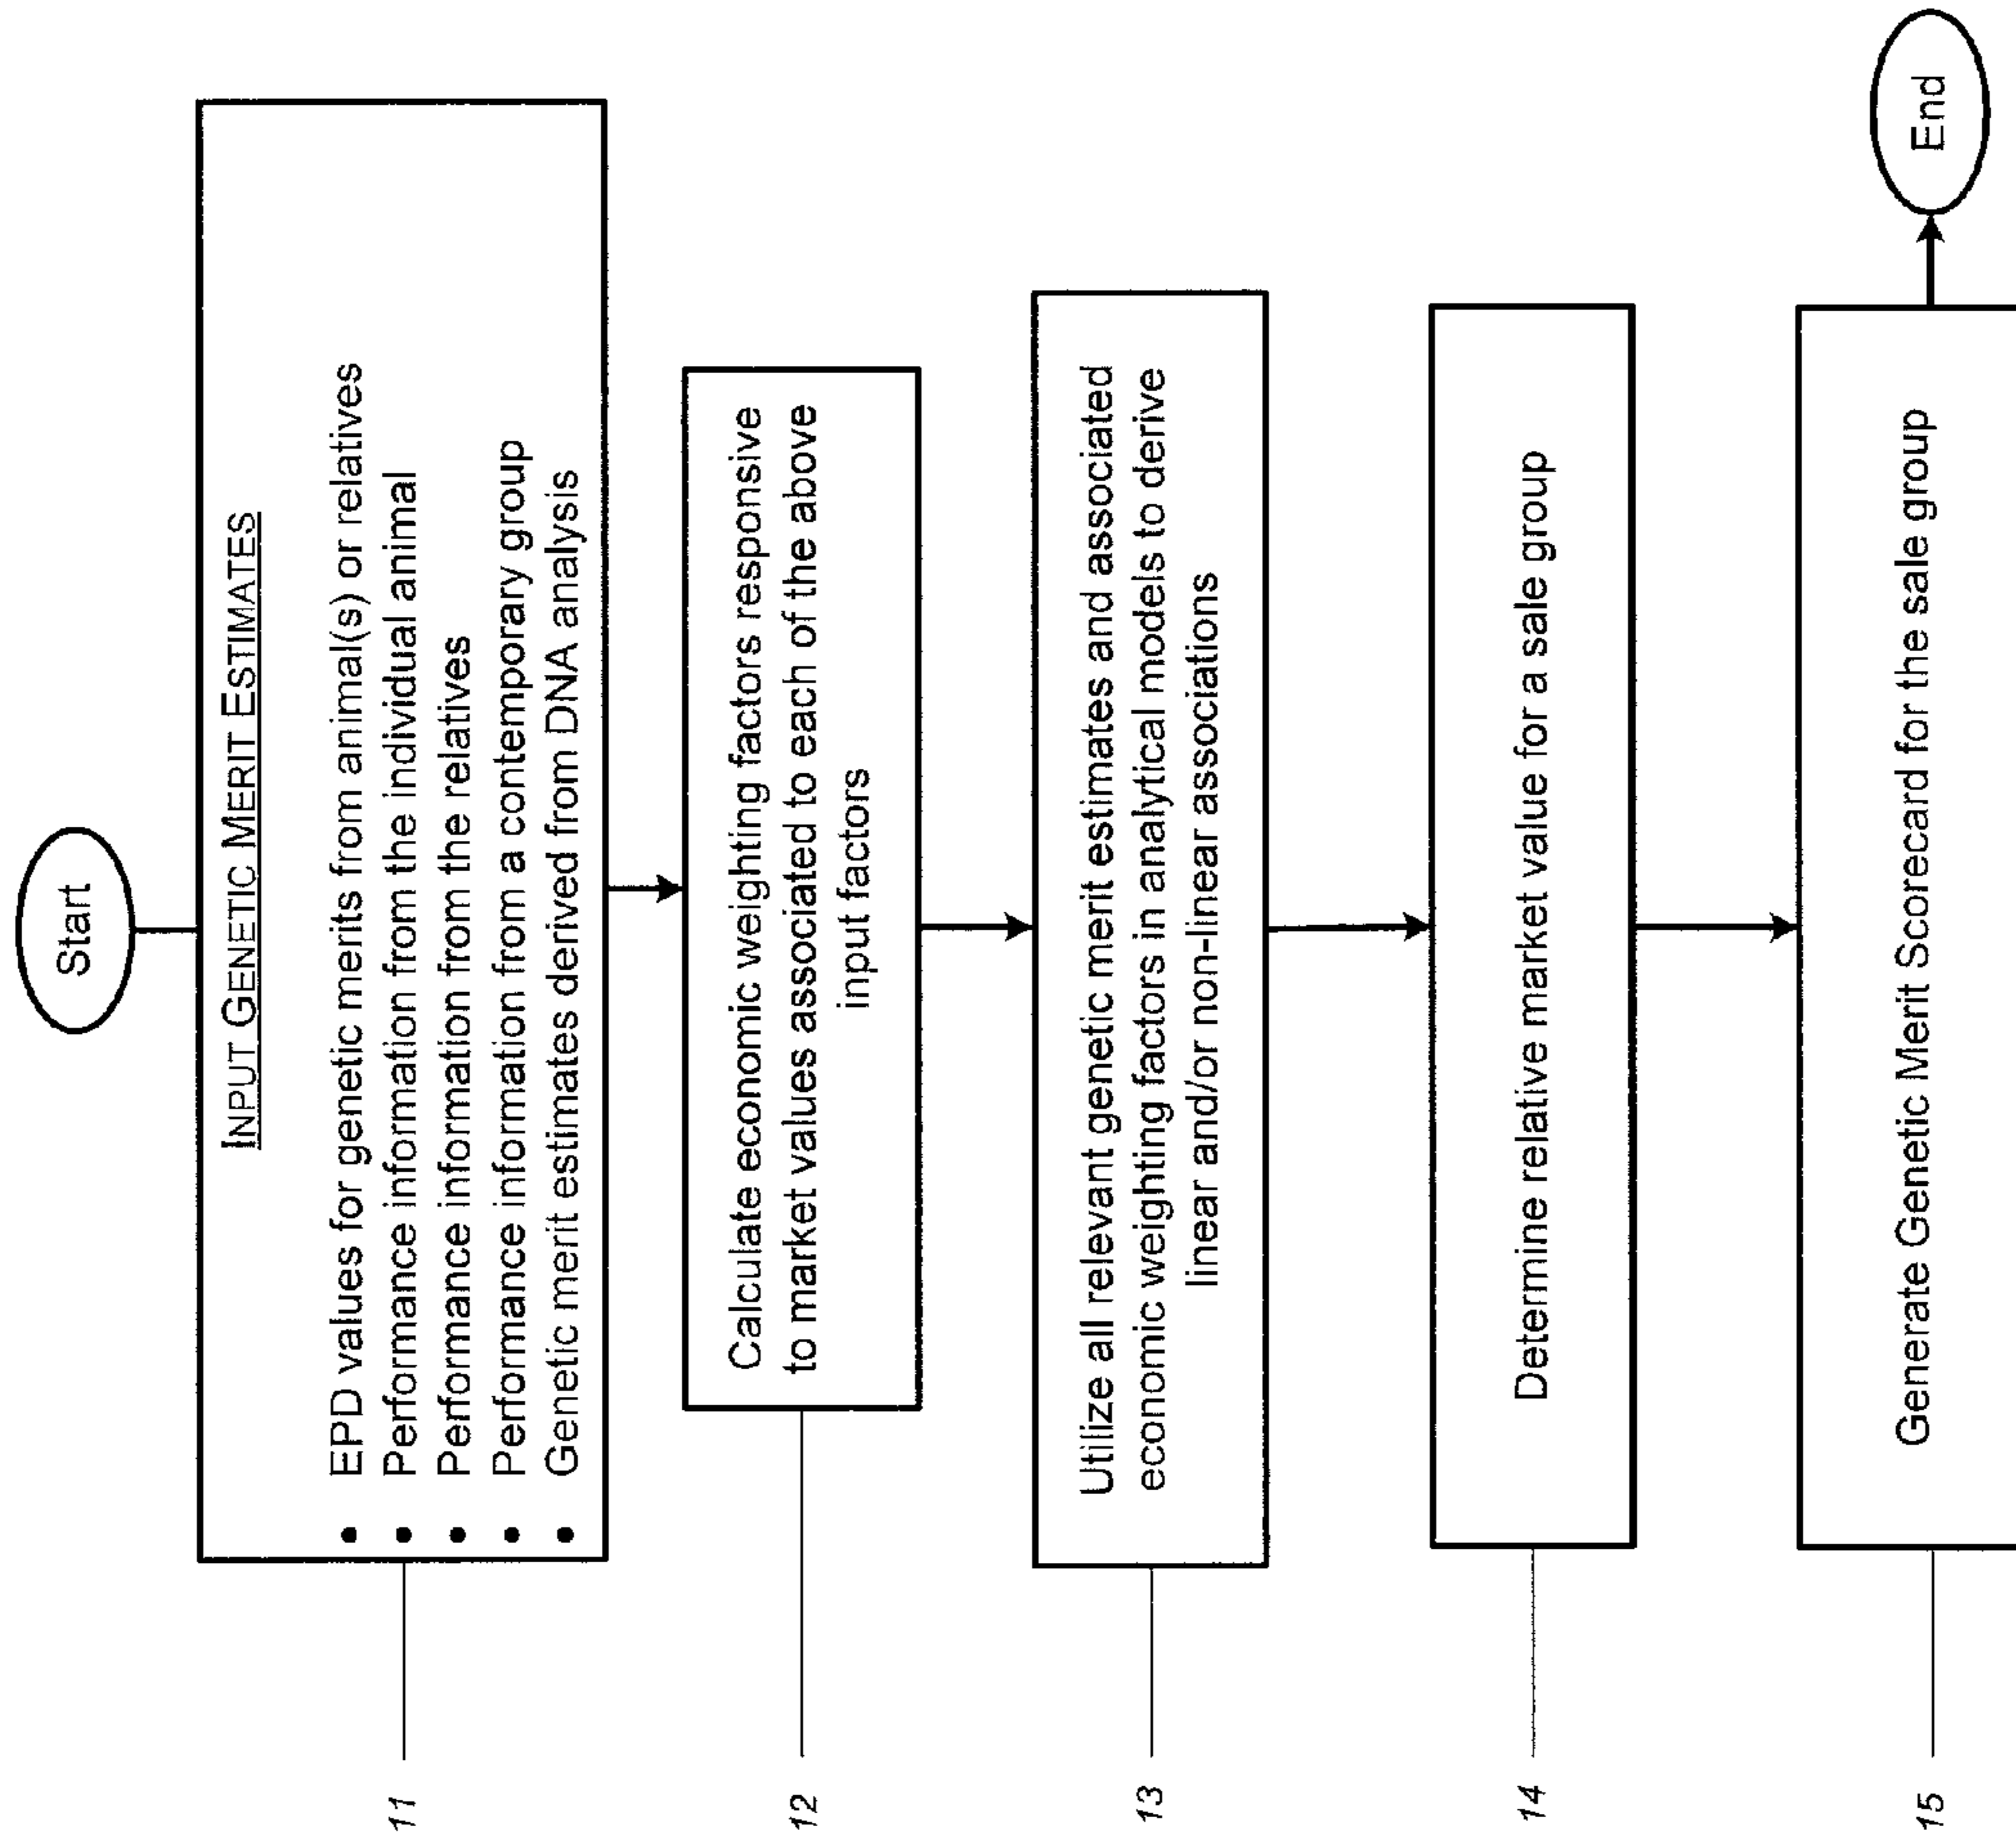 Start
INPUT GENETIC MERIT ESTIMATES
• EPD values for genetic merits from animal(s) or relatives
• Performance information from the individual animal
• Performance information from the relatives
• Performance information from a contemporary group
• Genetic merit estimates derived from DNA analysis
11
Calculate economic weighting factors responsive
to market values associated to each of the above
input factors
12
Utilize all relevant genetic merit estimates and associated
economic weighting factors in analytical models to derive
linear and/or non-linear associations
13
Determine relative market value for a sale group
14
Generate Genetic Merit Scorecard for the sale group
15
End